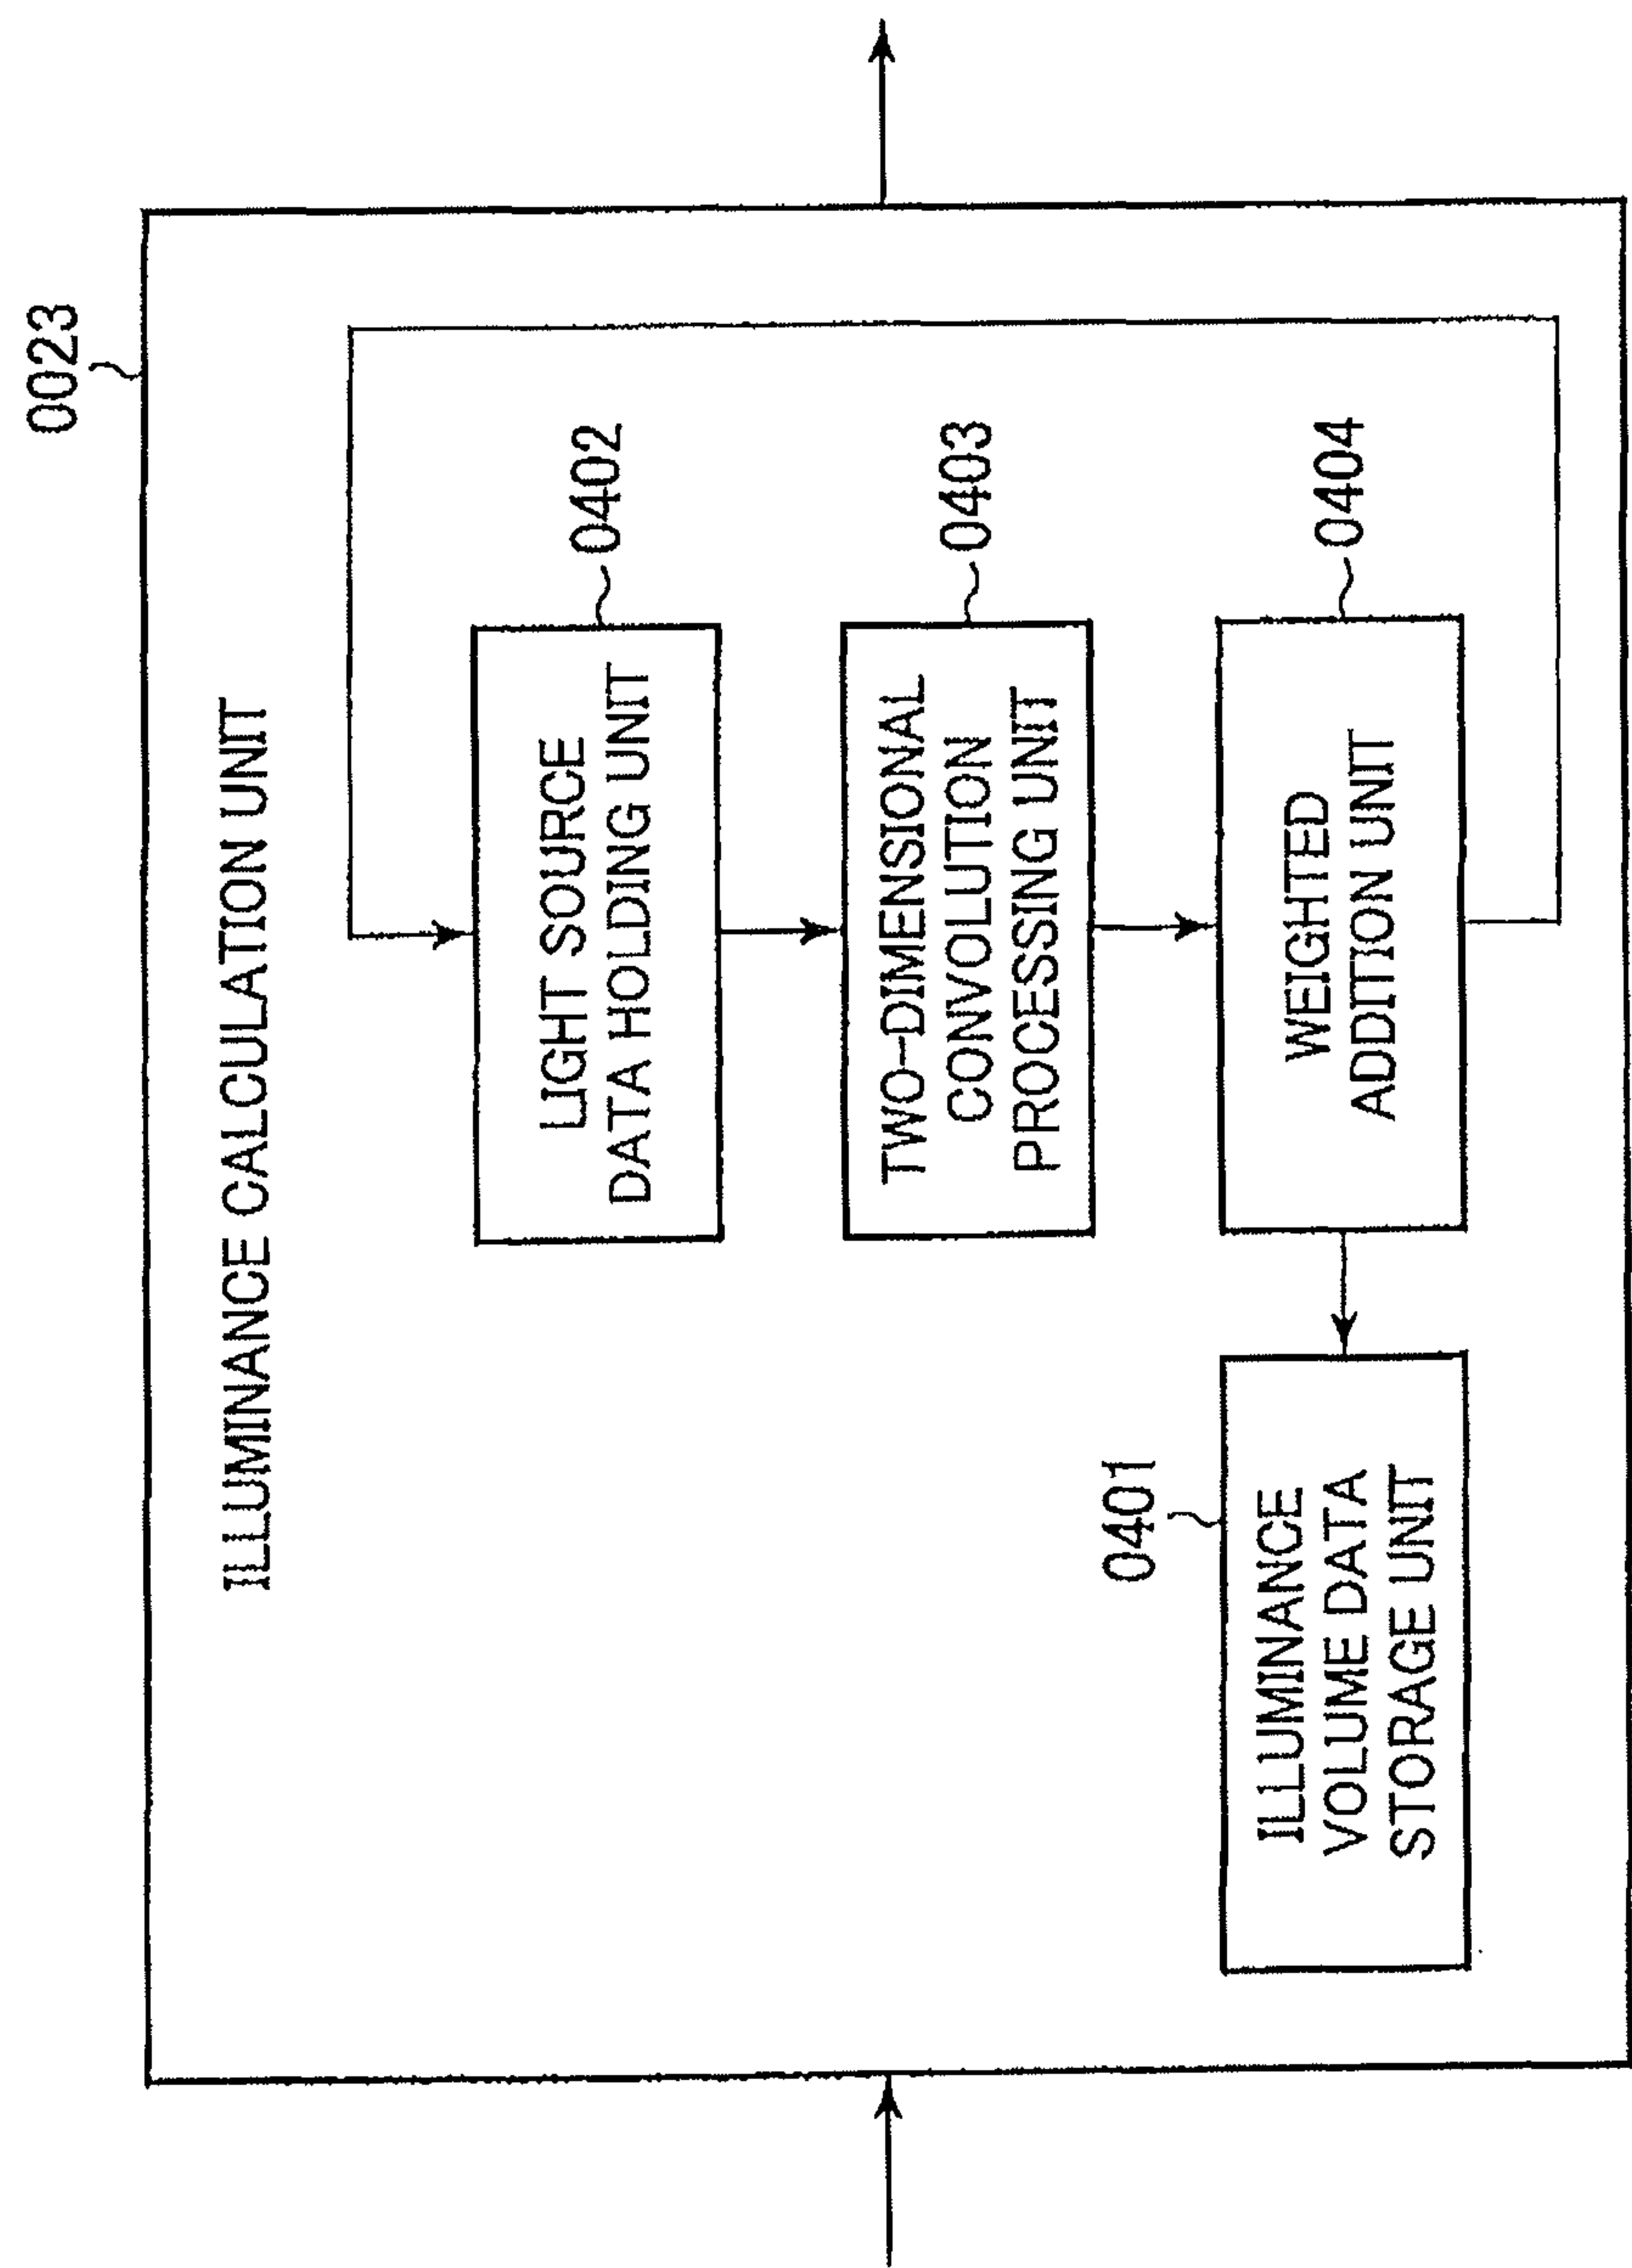 0023
ILLUMINANCE CALCULATION UNIT
0402
LIGHT SOURCE
DATA HOLDING UNIT
0403
TWO-DIMENSIONAL
CONVOLUTION
PROCESSING UNIT
0401
ILLUMINANCE
VOLUME DATA
STORAGE UNIT
0404
WEIGHTED
ADDITION UNIT